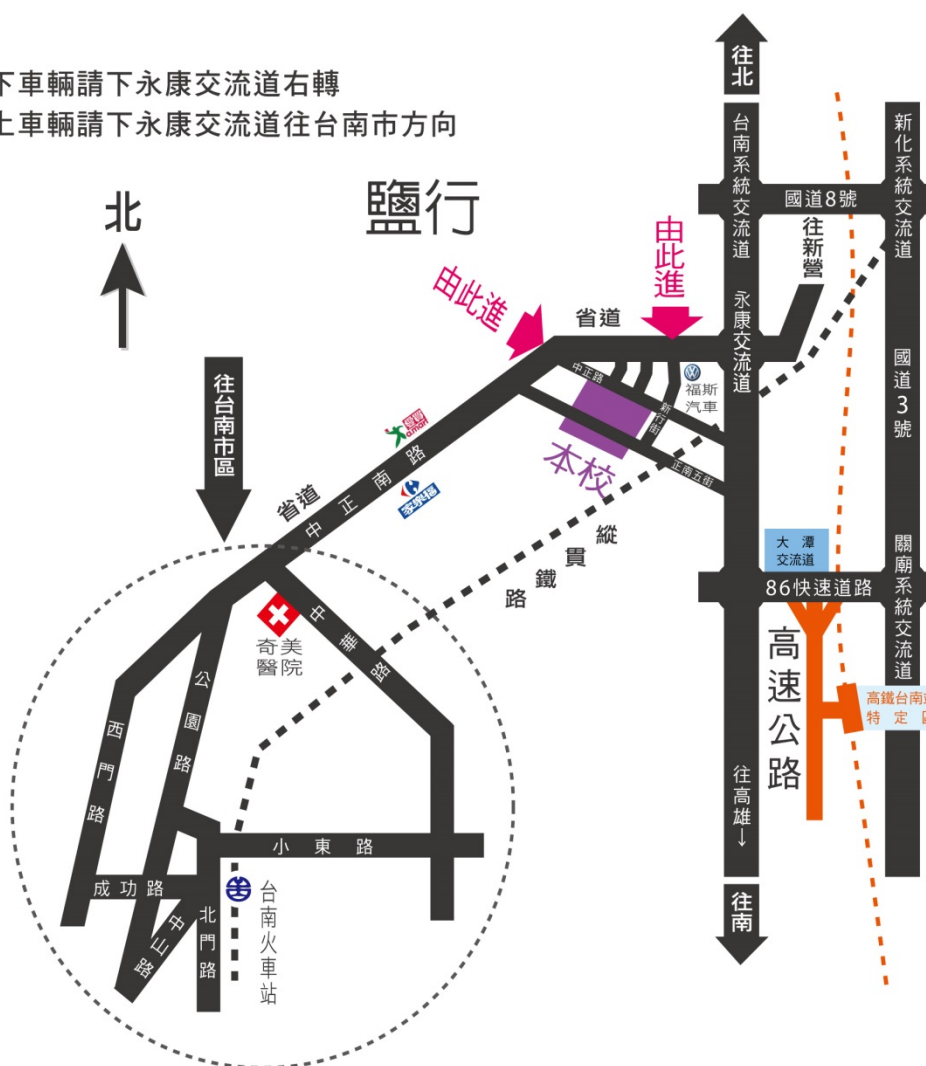 下車輛請下永康交流道右轉
上車輛請下永康交流道往台南市方向
北
鹽行
往北
台南系統交流道
新化系統交流道
國道8號
往新營
由此進
由此進
省道
永康交流道
國道3號
中正路
福斯
汽車
新行街
本校
正南五街
往台南市區
愛買
a.mart
家樂福
省道
中正南路
縱貫鐵路
大潭
交流道
86快速道路
關廟系統交流道
高速公路
高鐵台南
特定
奇美
醫院
中華路
公園路
西門路
小東路
成功路
中山路
北門路
台南火車站
往高雄↓
往南